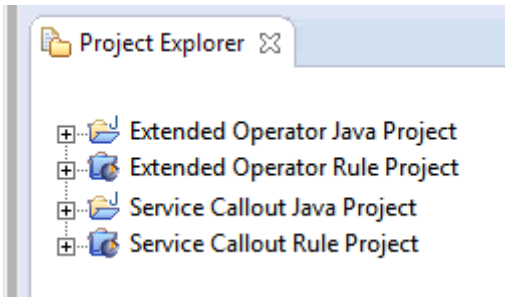 Project Explorer
Extended Operator Java Project
Extended Operator Rule Project
Service Callout Java Project
Service Callout Rule Project